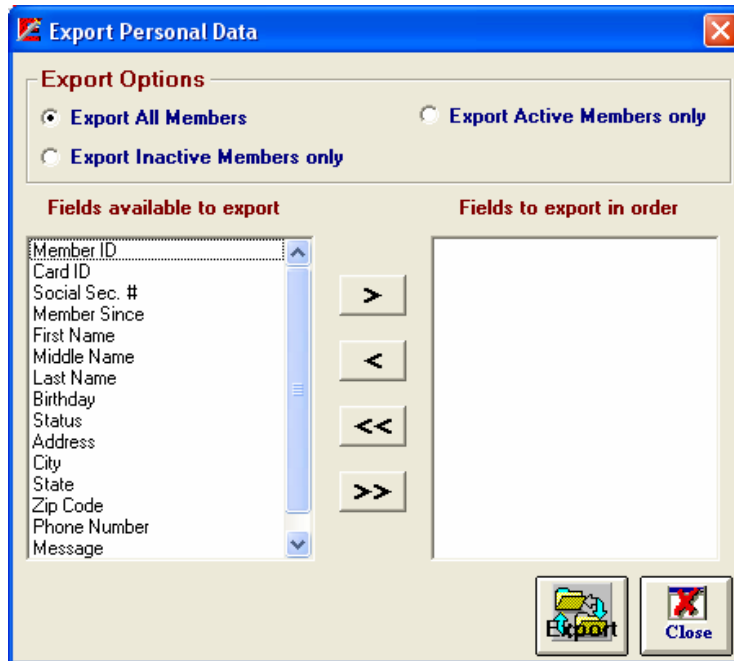 Export Personal Data
Export Options
Export All Members
Export Active Members only
Export Inactive Members only
Fields available to export
Fields to export in order
Member ID
Card ID
Social Sec. #
Member Since
First Name
Middle Name
Last Name
Birthday
Status
Address
City
State
Zip Code
Phone Number
Message
>
<
<<
>>
Export
Close